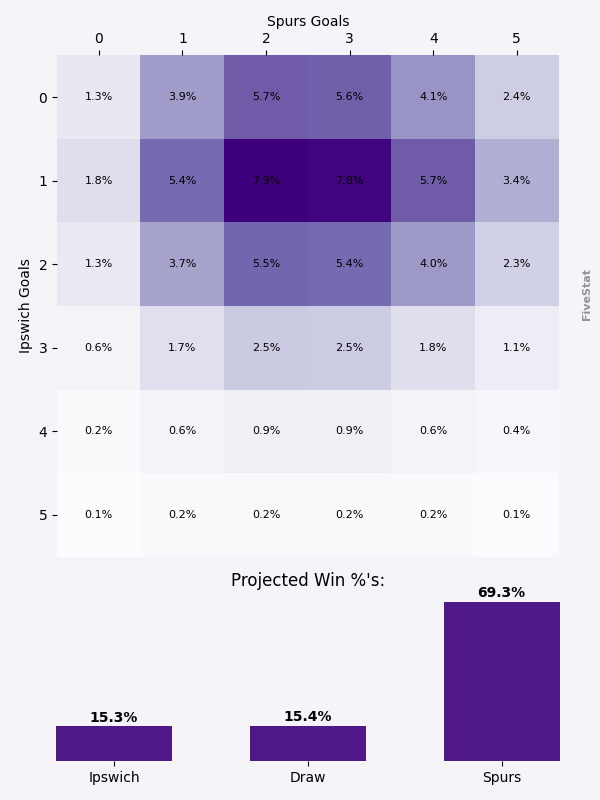 Spurs Goals
0 1 2 3 4 5
0 1.3% 3.9% 5.7% 5.6% 4.1% 2.4%
1 1.8% 5.4% 7.9% 7.8% 5.7% 3.4%
2 1.3% 3.7% 5.5% 5.4% 4.0% 2.3%
3 0.6% 1.7% 2.5% 2.5% 1.8% 1.1%
4 0.2% 0.6% 0.9% 0.9% 0.6% 0.4%
5 0.1% 0.2% 0.2% 0.2% 0.2% 0.1%
Ipswich Goals
FiveStat
Projected Win %'s:
15.3% 15.4% 69.3%
Ipswich Draw Spurs